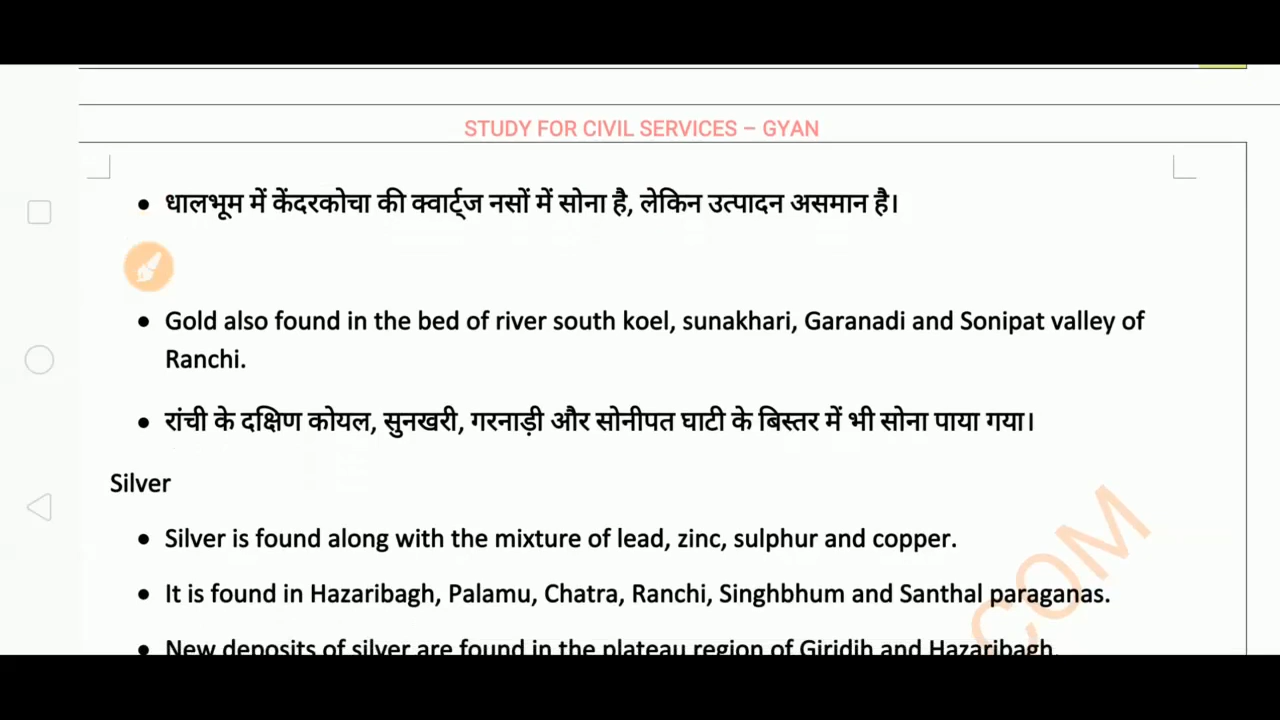 STUDY FOR CIVIL SERVICES – GYAN
• धालभूम में केंदरकोचा की क्वार्ट्ज नसों में सोना है, लेकिन उत्पादन असमान है।
• Gold also found in the bed of river south koel, sunakhari, Garanadi and Sonipat valley of
Ranchi.
• रांची के दक्षिण कोयल, सुनखरी, गरनाड़ी और सोनीपत घाटी के बिस्तर में भी सोना पाया गया।
Silver
• Silver is found along with the mixture of lead, zinc, sulphur and copper.
• It is found in Hazaribagh, Palamu, Chatra, Ranchi, Singhbhum and Santhal paraganas.
• New deposits of silver are found in the plateau region of Giridih and Hazaribagh.
COM